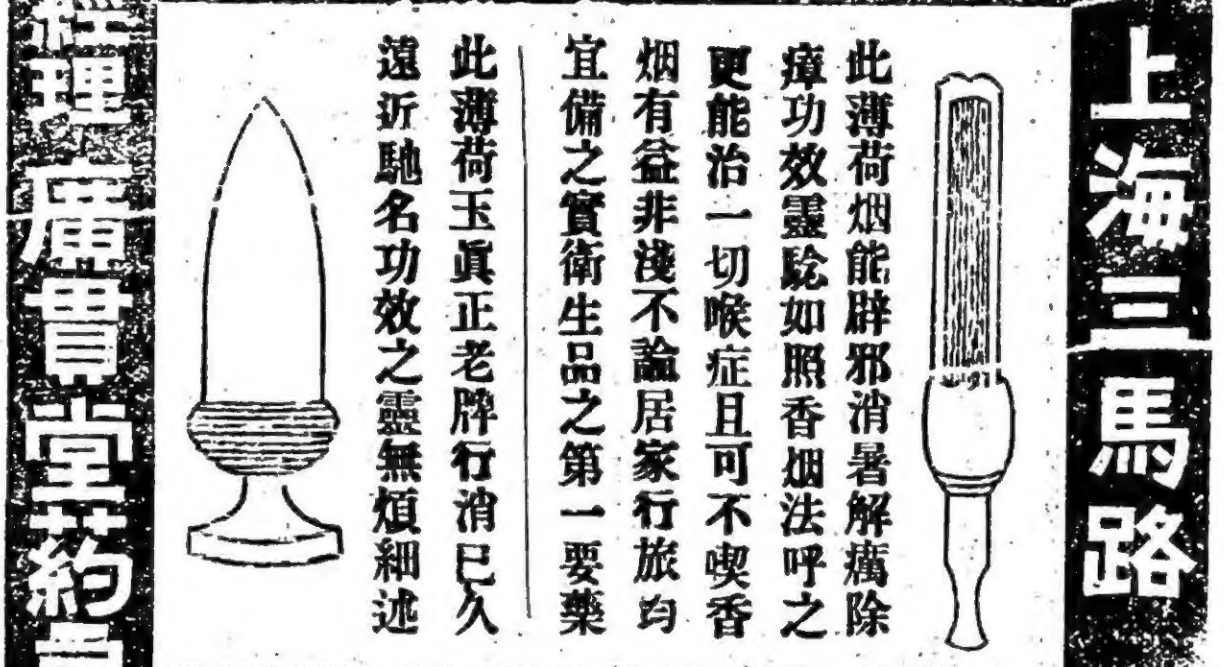 上海三馬路
此薄荷烟能辟邪消暑解癘除
瘴功效靈騐如照香烟法呼之
更能治一切喉症且可不喫香
烟有益非淺不論居家行旅均
宜備之實衛生品之第一要藥
此薄荷玉眞正老牌行消已久
遠近馳名功效之靈無煩細述
經理廣貫堂葯